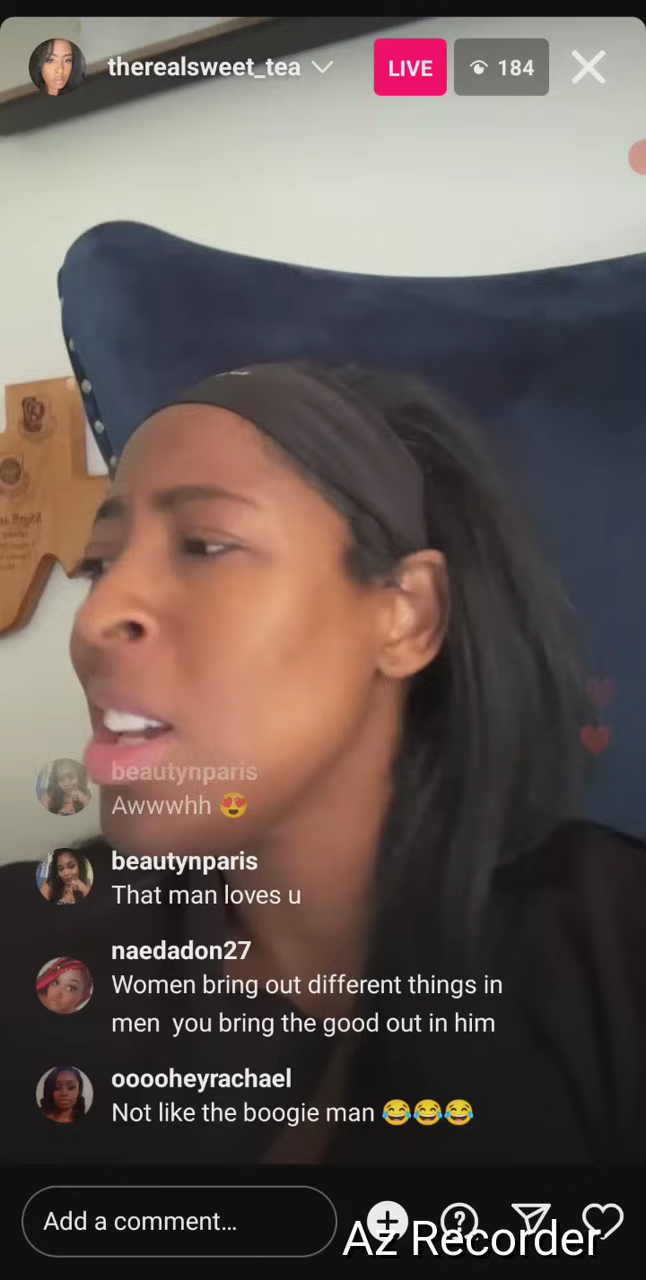 therealsweet_tea
LIVE
184
beautynparis
Awwwhh 😍
beautynparis
That man loves u
naedadon27
Women bring out different things in
men you bring the good out in him
ooooheyrachael
Not like the boogie man 😂😂😂
Add a comment...
Az Recorder